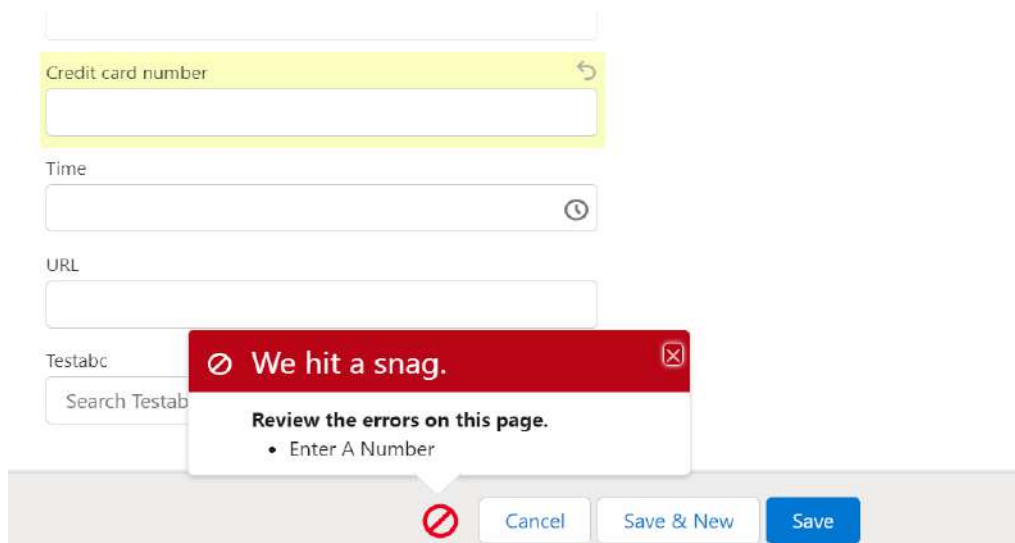 Credit card number
Time
URL
Testabc
Search Testab
We hit a snag.
Review the errors on this page.
• Enter A Number
Cancel
Save & New
Save